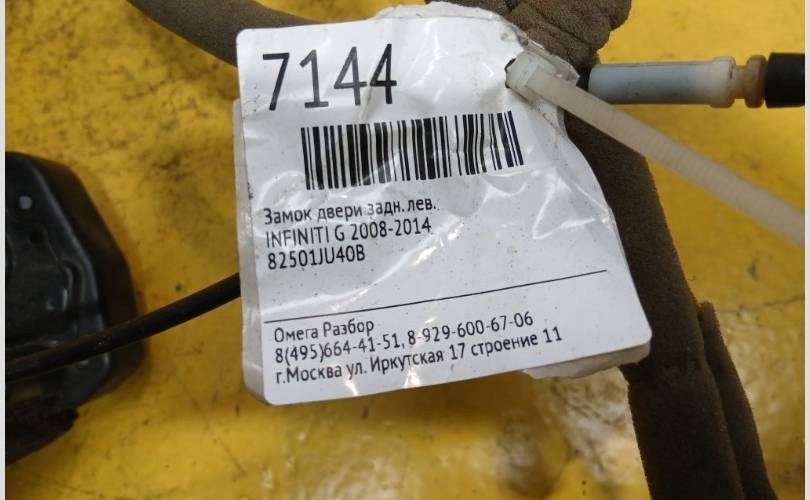 7144
Замок двери задн. лев.
INFINITI G 2008-2014
82501JU40B
Омега Разбор
8(495)664-41-51, 8-929-600-67-06
г.Москва ул. Иркутская 17 строение 11